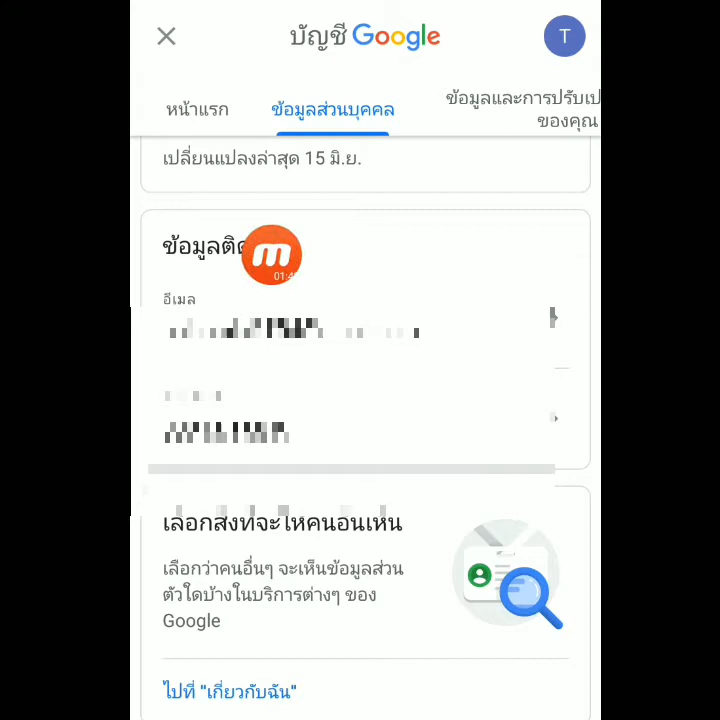 บัญชี Google
T
หน้าแรก
ข้อมูลส่วนบุคคล
ข้อมูลและการปรับเป
ของคุณ
เปลี่ยนแปลงล่าสุด 15 มิ.ย.
ข้อมูลติด
m
อีเมล
เลือกสิ่งที่จะให้คนอื่นเห็น
เลือกว่าคนอื่นๆ จะเห็นข้อมูลส่วน
ตัวใดบ้างในบริการต่างๆ ของ
Google
ไปที่ "เกี่ยวกับฉัน"